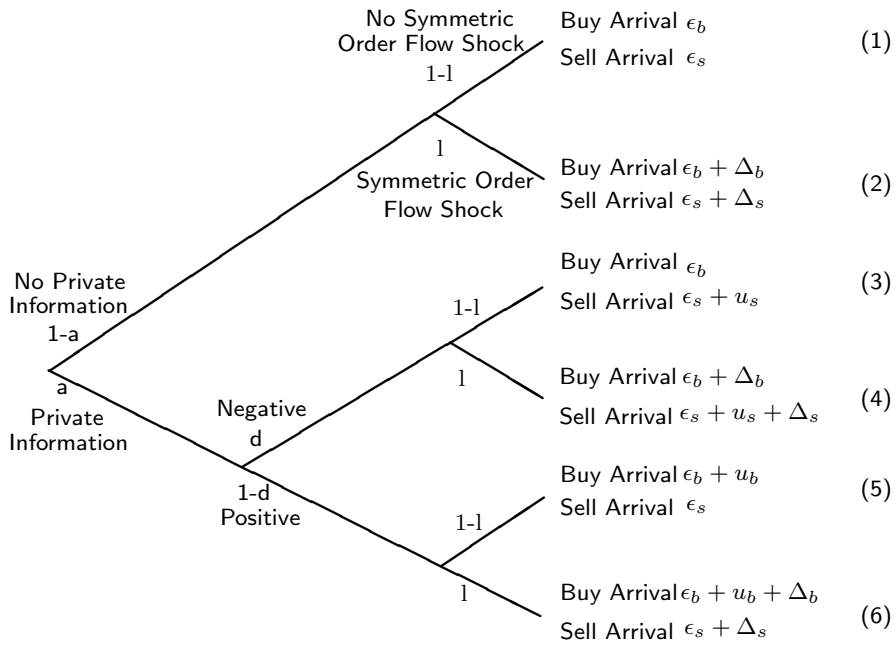 No Symmetric
Order Flow Shock
1-l
Buy Arrival ϵ_b
Sell Arrival ϵ_s
(1)
l
Symmetric Order
Flow Shock
Buy Arrival ϵ_b + Δ_b
Sell Arrival ϵ_s + Δ_s
(2)
No Private
Information
1-a
a
Private
Information
Negative
d
1-d
Positive
1-l
Buy Arrival ϵ_b
Sell Arrival ϵ_s + u_s
(3)
l
Buy Arrival ϵ_b + Δ_b
Sell Arrival ϵ_s + u_s + Δ_s
(4)
1-l
Buy Arrival ϵ_b + u_b
Sell Arrival ϵ_s
(5)
l
Buy Arrival ϵ_b + u_b + Δ_b
Sell Arrival ϵ_s + Δ_s
(6)